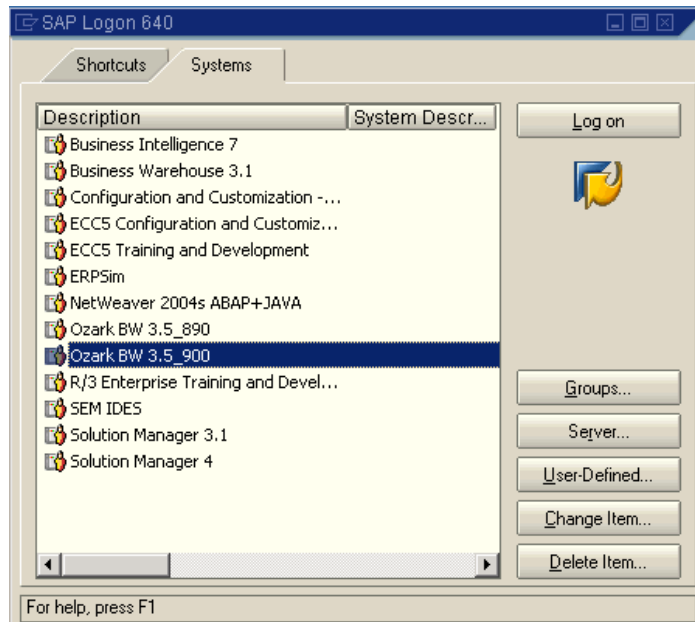 SAP Logon 640
Shortcuts Systems
Description System Descr...
Business Intelligence 7
Business Warehouse 3.1
Configuration and Customization -...
ECC5 Configuration and Customiz...
ECC5 Training and Development
ERPSim
NetWeaver 2004s ABAP+JAVA
Ozark BW 3.5_890
Ozark BW 3.5_900
R/3 Enterprise Training and Devel...
SEM IDES
Solution Manager 3.1
Solution Manager 4
Log on
Groups...
Server...
User-Defined...
Change Item...
Delete Item...
For help, press F1